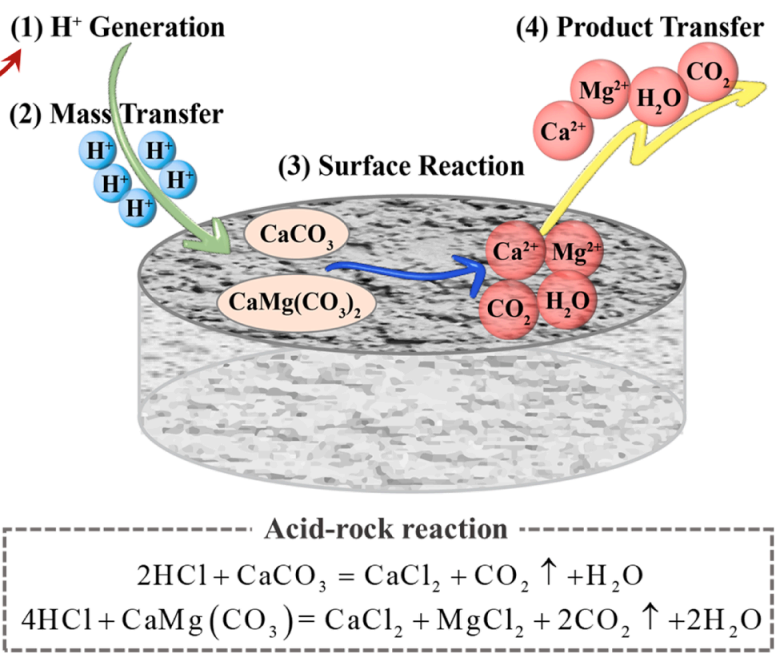 (1) H⁺ Generation
(4) Product Transfer
(2) Mass Transfer
H⁺
H⁺
H⁺
H⁺
H⁺
Ca²⁺
Mg²⁺
H₂O
CO₂
(3) Surface Reaction
CaCO₃
CaMg(CO₃)₂
Ca²⁺
Mg²⁺
CO₂
H₂O
Acid-rock reaction
2HCl + CaCO₃ = CaCl₂ + CO₂ ↑ +H₂O
4HCl + CaMg(CO₃)= CaCl₂ + MgCl₂ + 2CO₂ ↑ +2H₂O